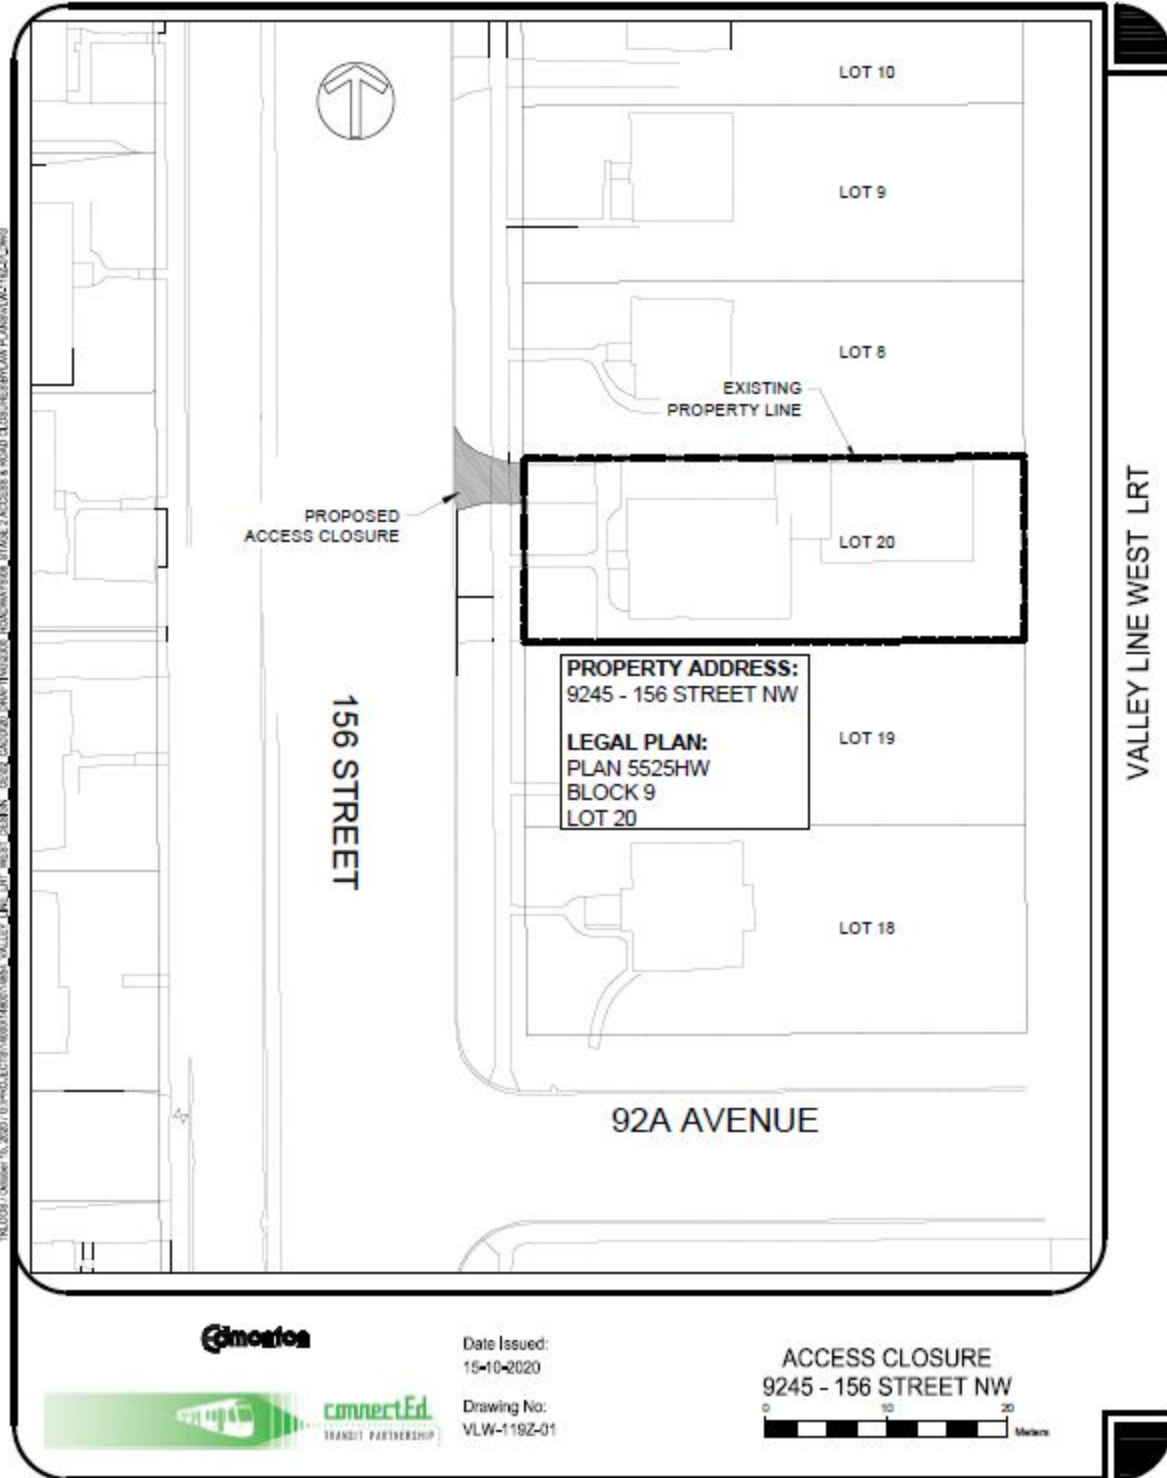 LOT 10
LOT 9
LOT 8
EXISTING
PROPERTY LINE
PROPOSED
ACCESS CLOSURE
LOT 20
PROPERTY ADDRESS:
9245 - 156 STREET NW
LEGAL PLAN:
PLAN 5525HW
BLOCK 9
LOT 20
156 STREET
LOT 19
LOT 18
92A AVENUE
VALLEY LINE WEST LRT
Edmonton
connectEd
TRANSIT PARTNERSHIP
Date Issued:
15-10-2020
Drawing No:
VLW-119Z-01
ACCESS CLOSURE
9245 - 156 STREET NW
0 10 20
Meters